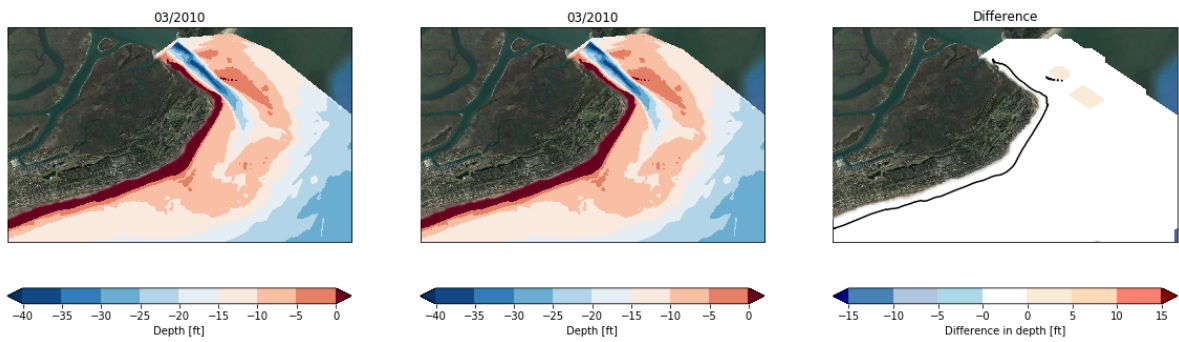 03/2010 03/2010 Difference
−40 −35 −30 −25 −20 −15 −10 −5 0 −40 −35 −30 −25 −20 −15 −10 −5 0 −15 −10 −5 −0 0 5 10 15
Depth [ft] Depth [ft] Difference in depth [ft]